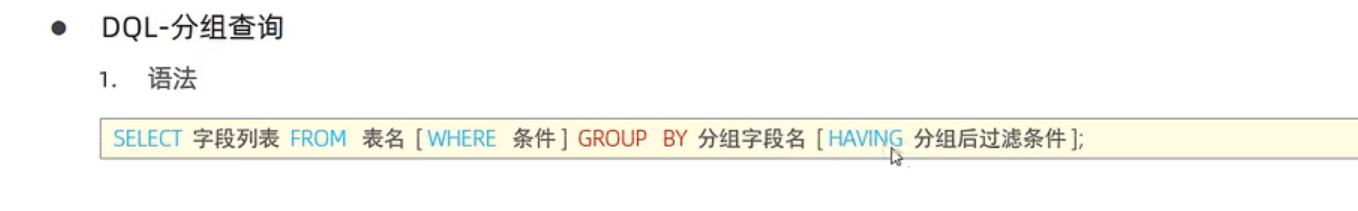 ● DQL-分组查询
1. 语法
SELECT 字段列表 FROM 表名 [ WHERE 条件 ] GROUP BY 分组字段名 [ HAVING 分组后过滤条件 ];